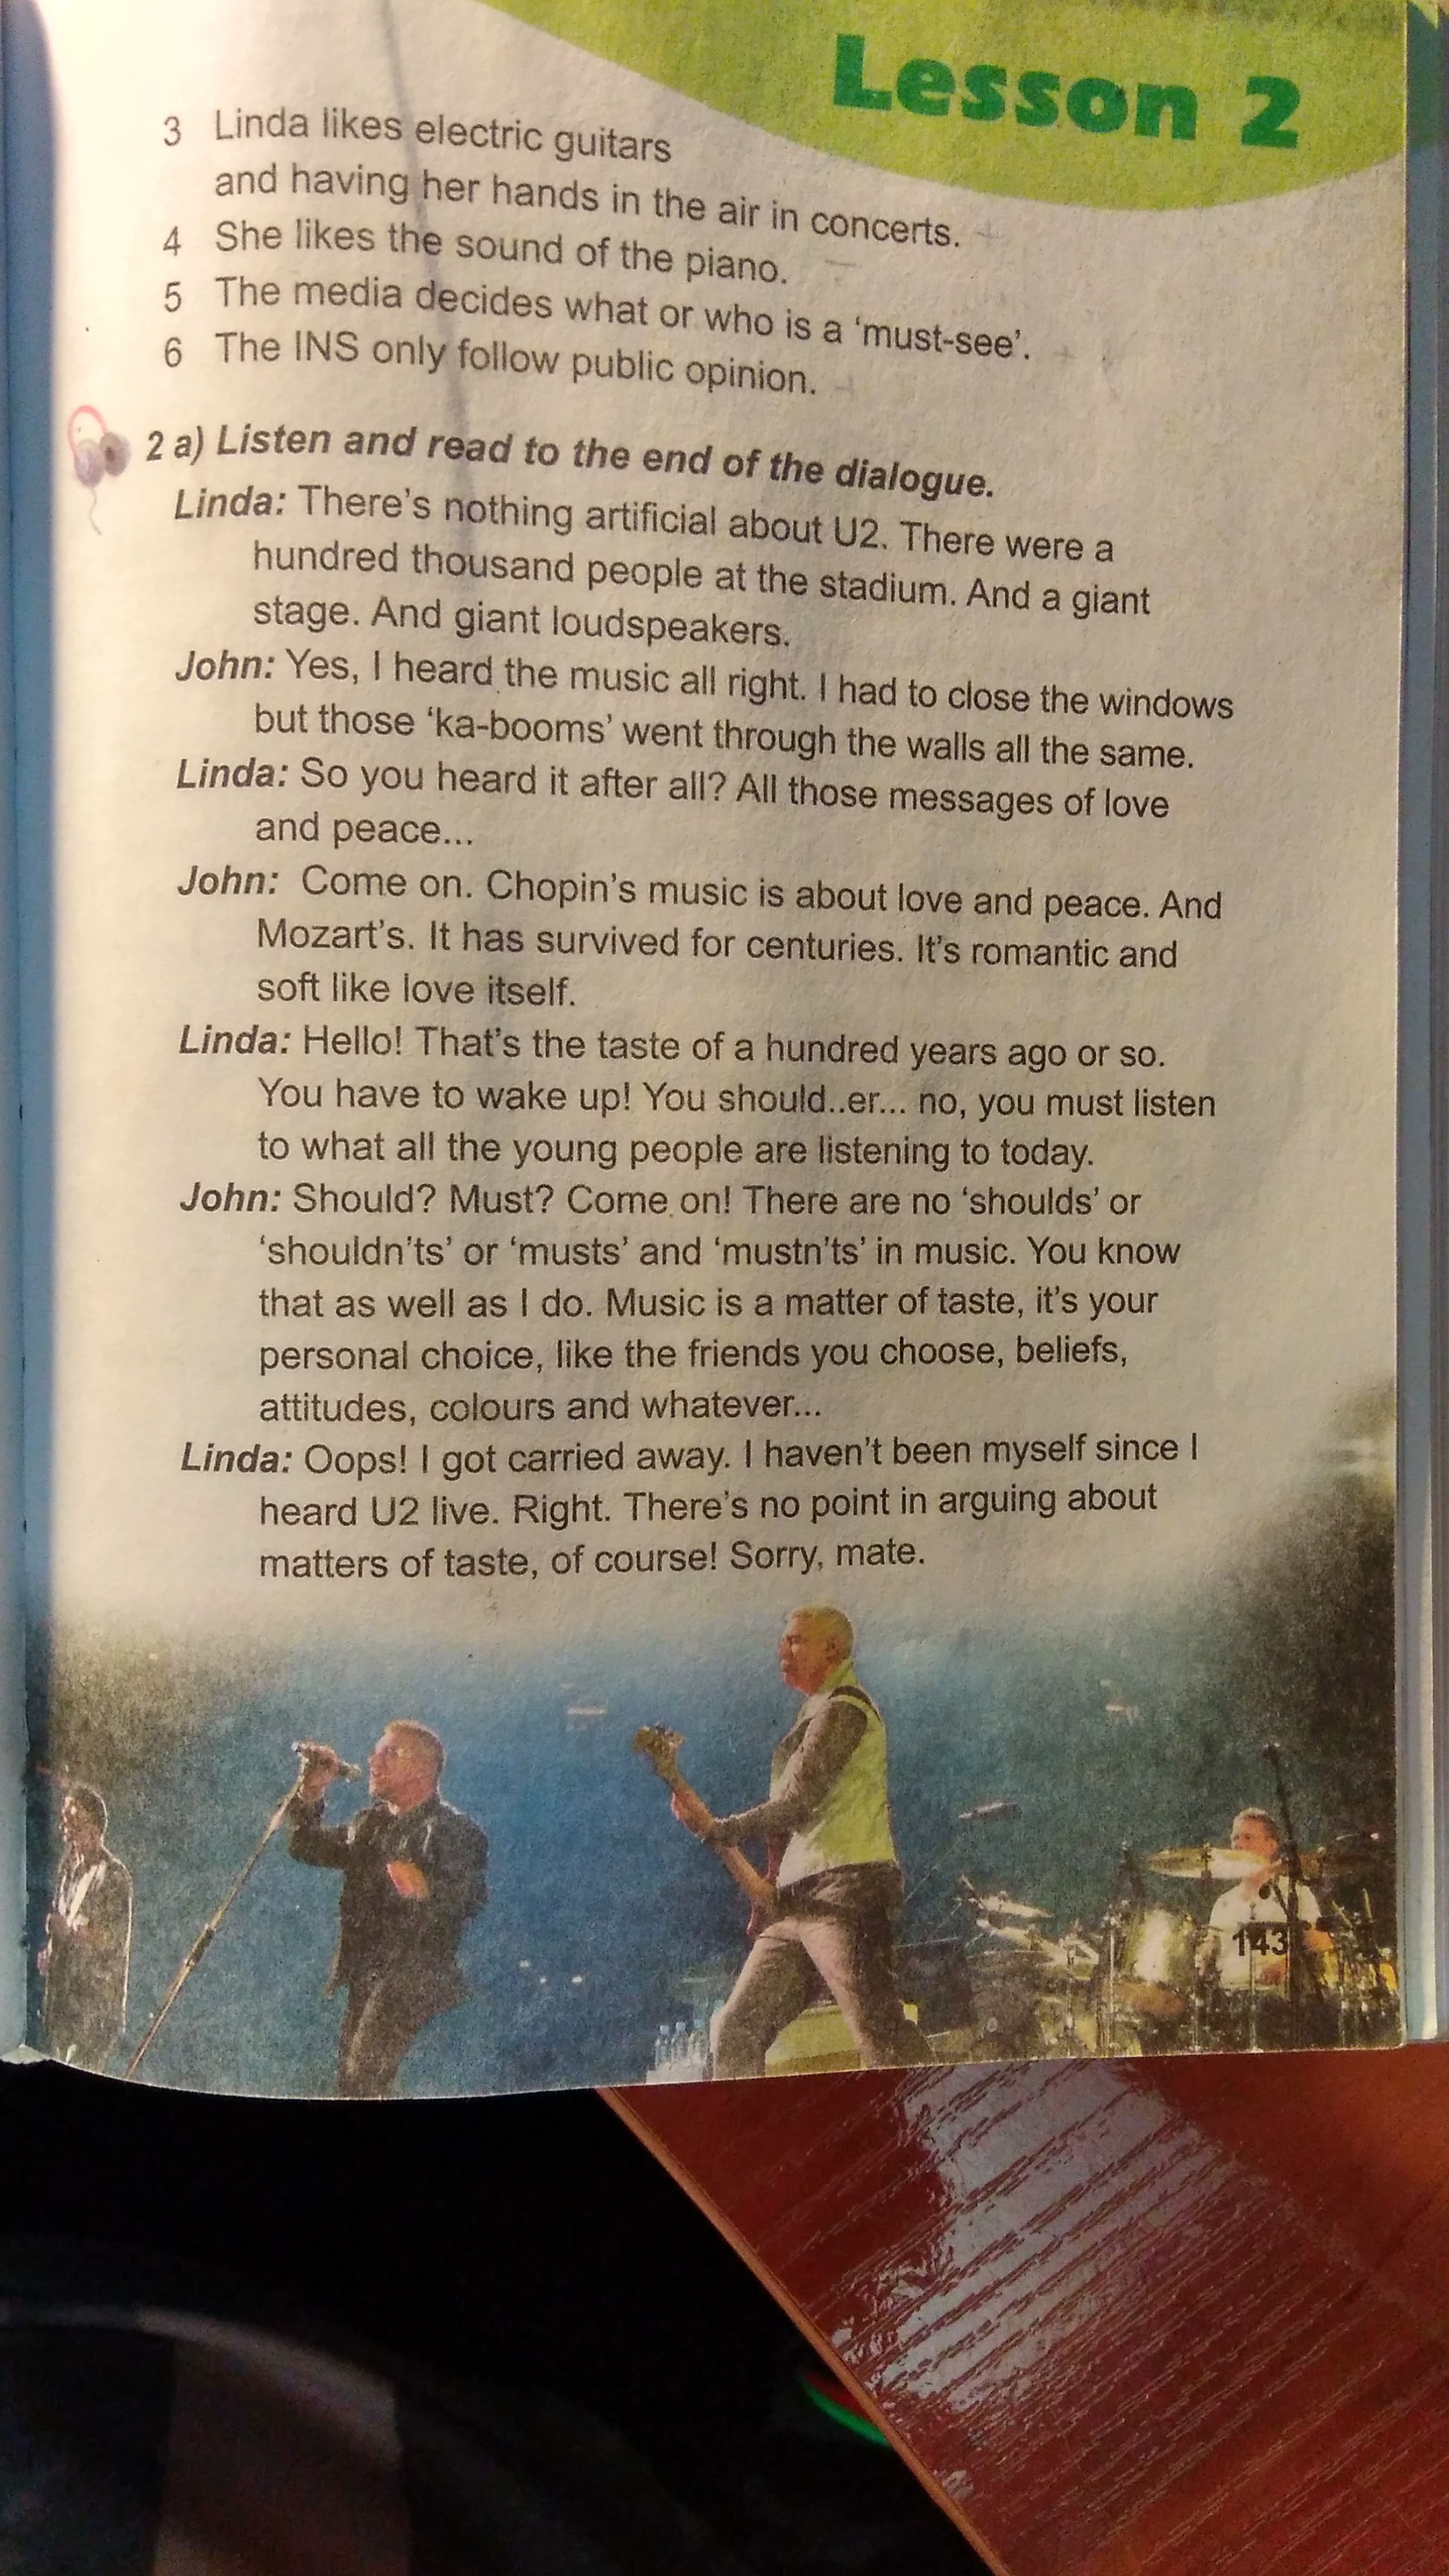 Lesson 2
3 Linda likes electric guitars
and having her hands in the air in concerts. +
4 She likes the sound of the piano. –
5 The media decides what or who is a ‘must-see’. +
6 The INS only follow public opinion. –
2 a) Listen and read to the end of the dialogue.
Linda: There’s nothing artificial about U2. There were a
hundred thousand people at the stadium. And a giant
stage. And giant loudspeakers.
John: Yes, I heard the music all right. I had to close the windows
but those ‘ka-booms’ went through the walls all the same.
Linda: So you heard it after all? All those messages of love
and peace...
John: Come on. Chopin’s music is about love and peace. And
Mozart’s. It has survived for centuries. It’s romantic and
soft like love itself.
Linda: Hello! That’s the taste of a hundred years ago or so.
You have to wake up! You should..er... no, you must listen
to what all the young people are listening to today.
John: Should? Must? Come on! There are no ‘shoulds’ or
‘shouldn’ts’ or ‘musts’ and ‘mustn’ts’ in music. You know
that as well as I do. Music is a matter of taste, it’s your
personal choice, like the friends you choose, beliefs,
attitudes, colours and whatever...
Linda: Oops! I got carried away. I haven’t been myself since I
heard U2 live. Right. There’s no point in arguing about
matters of taste, of course! Sorry, mate.
143